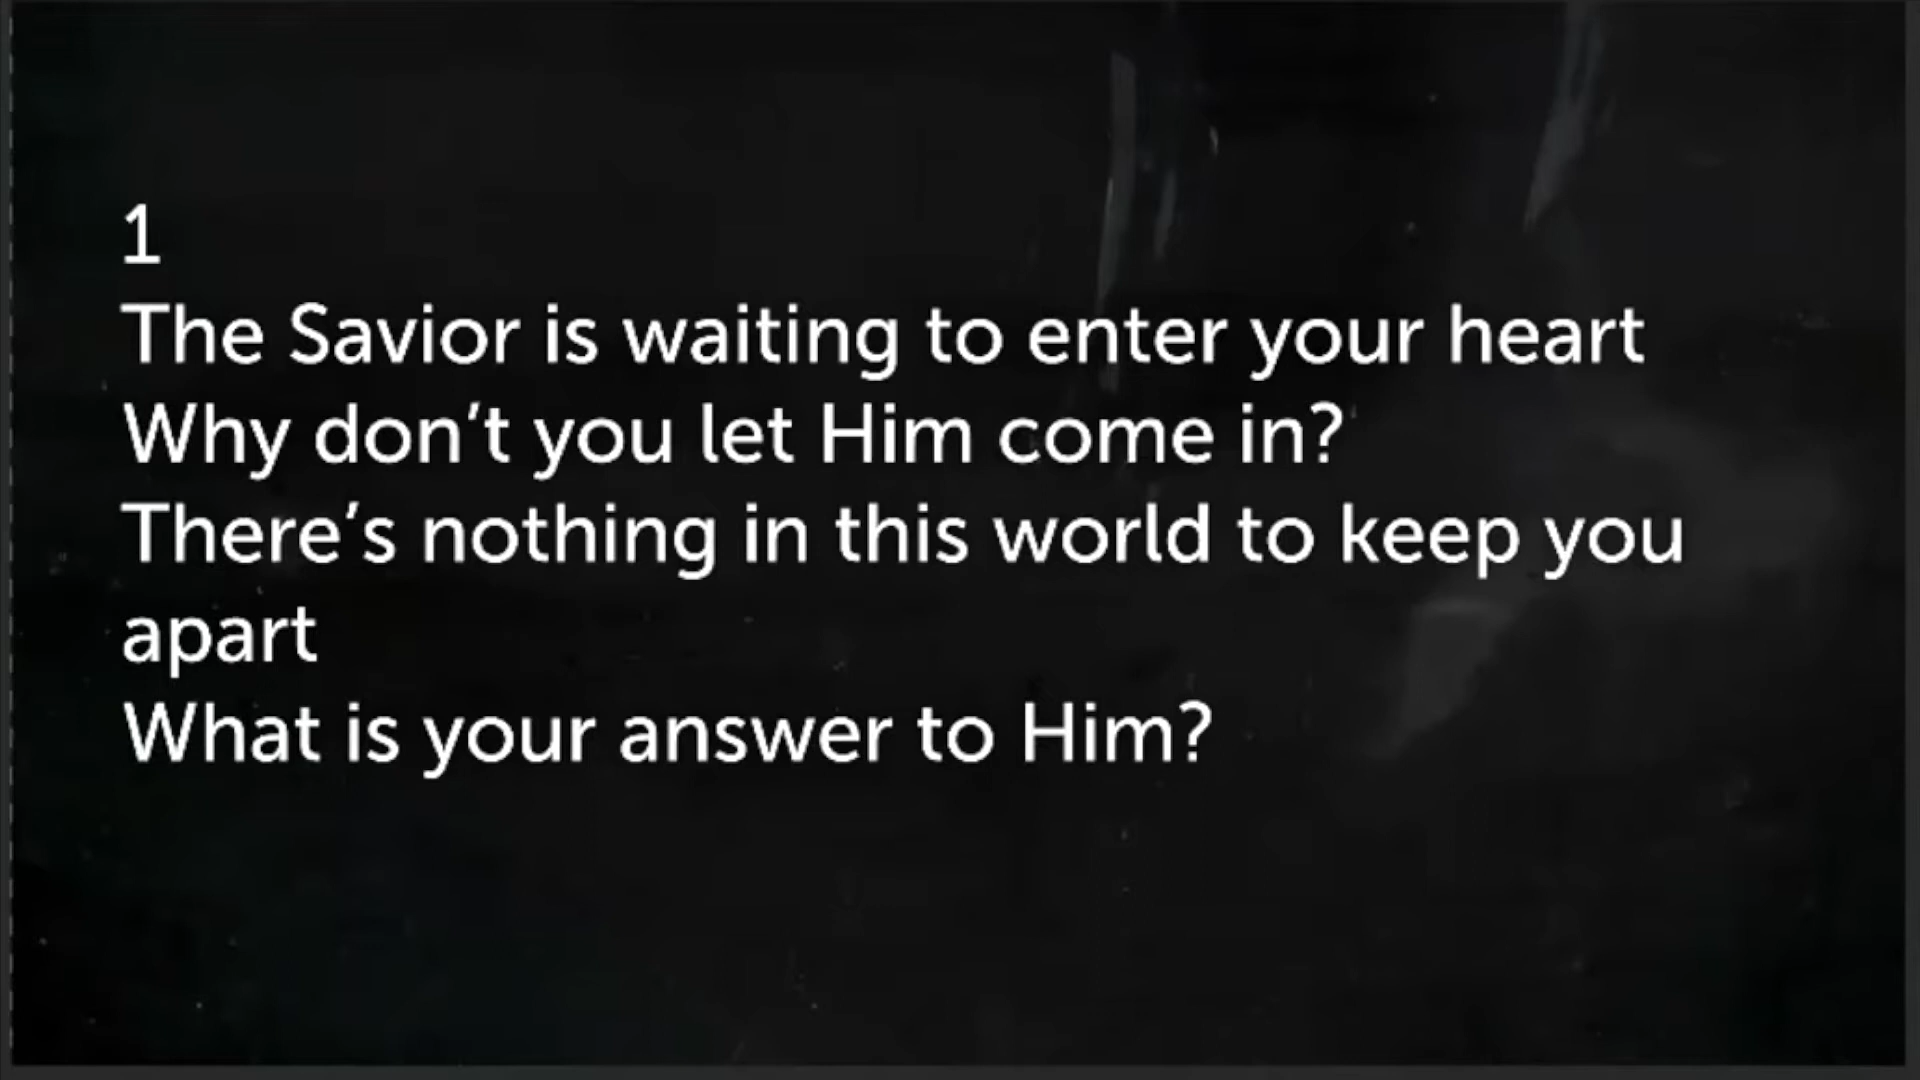 1
The Savior is waiting to enter your heart
Why don’t you let Him come in?
There’s nothing in this world to keep you
apart
What is your answer to Him?